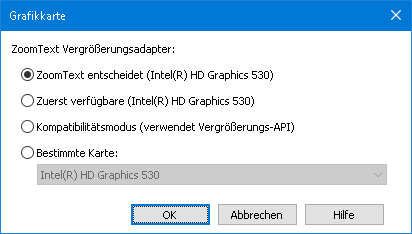 Grafikkarte
ZoomText Vergrößerungsadapter:
ZoomText entscheidet (Intel(R) HD Graphics 530)
Zuerst verfügbare (Intel(R) HD Graphics 530)
Kompatibilitätsmodus (verwendet Vergrößerungs-API)
Bestimmte Karte:
Intel(R) HD Graphics 530
OK Abbrechen Hilfe